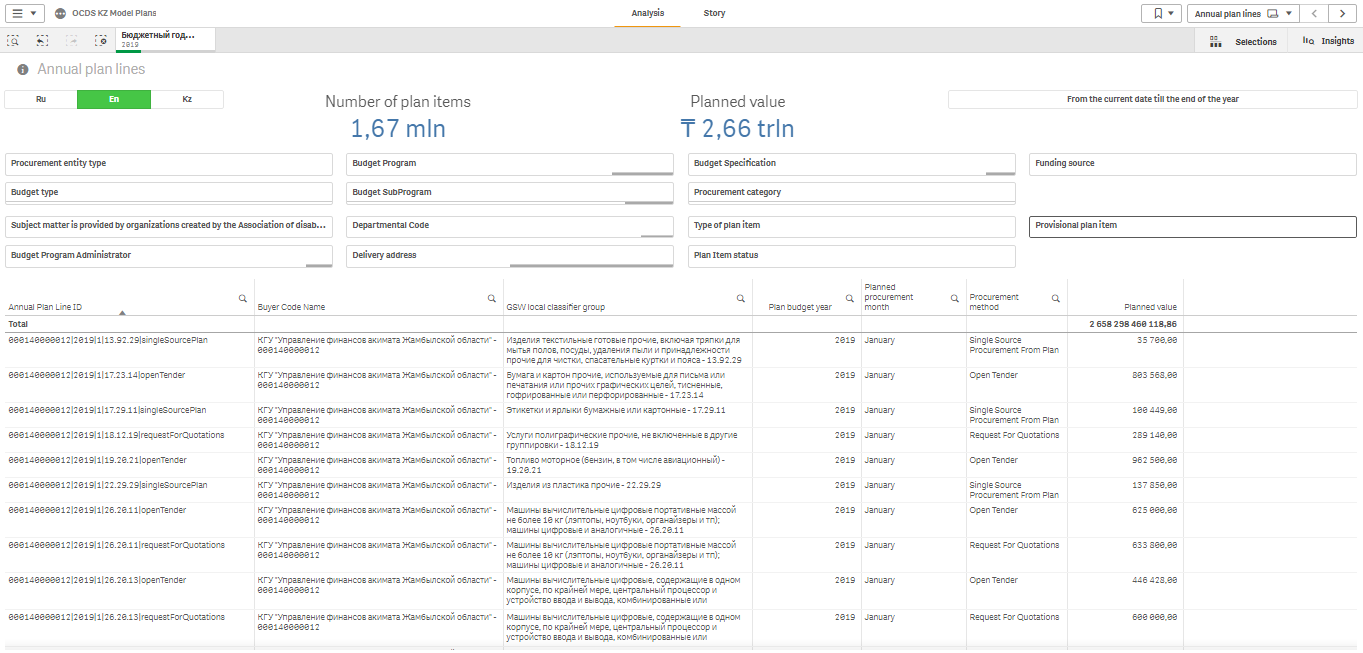 OCDS KZ Model Plans
Analysis
Story
Annual plan lines
Бюджетный год...
2019
Selections
Insights
Annual plan lines
Ru
En
Kz
Number of plan items
1,67 mln
Planned value
₸ 2,66 trln
From the current date till the end of the year
Procurement entity type
Budget Program
Budget Specification
Funding source
Budget type
Budget SubProgram
Procurement category
Subject matter is provided by organizations created by the Association of disab...
Departmental Code
Type of plan item
Provisional plan item
Budget Program Administrator
Delivery address
Plan Item status
Annual Plan Line ID
Buyer Code Name
GSW local classifier group
Plan budget year
Planned
procurement
month
Procurement
method
Planned value
Total
2 658 298 460 118,86
000140000012|2019|1|13.92.29|singleSourcePlan
КГУ "Управление финансов акимата Жамбылской области" -
000140000012
Изделия текстильные готовые прочие, включая тряпки для
мытья полов, посуды, удаления пыли и принадлежности
прочие для чистки, спасательные куртки и пояса - 13.92.29
2019
January
Single Source
Procurement From Plan
35 700,00
000140000012|2019|1|17.23.14|openTender
КГУ "Управление финансов акимата Жамбылской области" -
000140000012
Бумага и картон прочие, используемые для письма или
печатания или прочих графических целей, тисненные,
гофрированные или перфорированные - 17.23.14
2019
January
Open Tender
803 568,00
000140000012|2019|1|17.29.11|singleSourcePlan
КГУ "Управление финансов акимата Жамбылской области" -
000140000012
Этикетки и ярлыки бумажные или картонные - 17.29.11
2019
January
Single Source
Procurement From Plan
100 449,00
000140000012|2019|1|18.12.19|requestForQuotations
КГУ "Управление финансов акимата Жамбылской области" -
000140000012
Услуги полиграфические прочие, не включенные в другие
группировки - 18.12.19
2019
January
Request For Quotations
289 140,00
000140000012|2019|1|19.20.21|openTender
КГУ "Управление финансов акимата Жамбылской области" -
000140000012
Топливо моторное (бензин, в том числе авиационный) -
19.20.21
2019
January
Open Tender
962 500,00
000140000012|2019|1|22.29.29|singleSourcePlan
КГУ "Управление финансов акимата Жамбылской области" -
000140000012
Изделия из пластика прочие - 22.29.29
2019
January
Single Source
Procurement From Plan
137 850,00
000140000012|2019|1|26.20.11|openTender
КГУ "Управление финансов акимата Жамбылской области" -
000140000012
Машины вычислительные цифровые портативные массой
не более 10 кг (лэптопы, ноутбуки, органайзеры и тп);
машины цифровые и аналогичные - 26.20.11
2019
January
Open Tender
625 000,00
000140000012|2019|1|26.20.11|requestForQuotations
КГУ "Управление финансов акимата Жамбылской области" -
000140000012
Машины вычислительные цифровые портативные массой
не более 10 кг (лэптопы, ноутбуки, органайзеры и тп);
машины цифровые и аналогичные - 26.20.11
2019
January
Request For Quotations
633 800,00
000140000012|2019|1|26.20.13|openTender
КГУ "Управление финансов акимата Жамбылской области" -
000140000012
Машины вычислительные цифровые, содержащие в одном
корпусе, по крайней мере, центральный процессор и
устройство ввода и вывода, комбинированные или
2019
January
Open Tender
446 428,00
000140000012|2019|1|26.20.13|requestForQuotations
КГУ "Управление финансов акимата Жамбылской области" -
000140000012
Машины вычислительные цифровые, содержащие в одном
корпусе, по крайней мере, центральный процессор и
устройство ввода и вывода, комбинированные или
2019
January
Request For Quotations
600 000,00